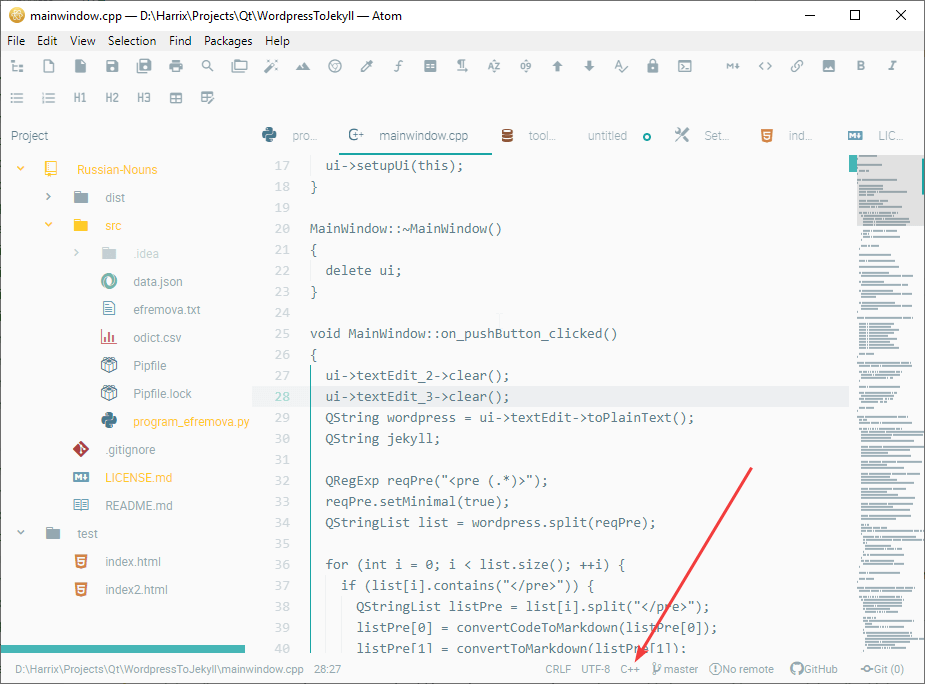 mainwindow.cpp — D:\Harrix\Projects\Qt\WordpressToJekyll — Atom
File Edit View Selection Find Packages Help
M↓ B I
H1 H2 H3
Project
pro... mainwindow.cpp tool... untitled Set... ind... LIC...
Russian-Nouns
dist
src
.idea
data.json
efremova.txt
odict.csv
Pipfile
Pipfile.lock
program_efremova.py
.gitignore
LICENSE.md
README.md
test
index.html
index2.html
17 ui->setupUi(this);
18 }
19
20 MainWindow::~MainWindow()
21 {
22 delete ui;
23 }
24
25 void MainWindow::on_pushButton_clicked()
26 {
27 ui->textEdit_2->clear();
28 ui->textEdit_3->clear();
29 QString wordpress = ui->textEdit->toPlainText();
30 QString jekyll;
31
32 QRegExp reqPre("<pre (.*)>");
33 reqPre.setMinimal(true);
34 QStringList list = wordpress.split(reqPre);
35
36 for (int i = 0; i < list.size(); ++i) {
37 if (list[i].contains("</pre>")) {
38 QStringList listPre = list[i].split("</pre>");
39 listPre[0] = convertCodeToMarkdown(listPre[0]);
40 listPre[1] = convertToMarkdown(listPre[1]);
D:\Harrix\Projects\Qt\WordpressToJekyll\mainwindow.cpp 28:27 CRLF UTF-8 C++ master No remote GitHub Git (0)